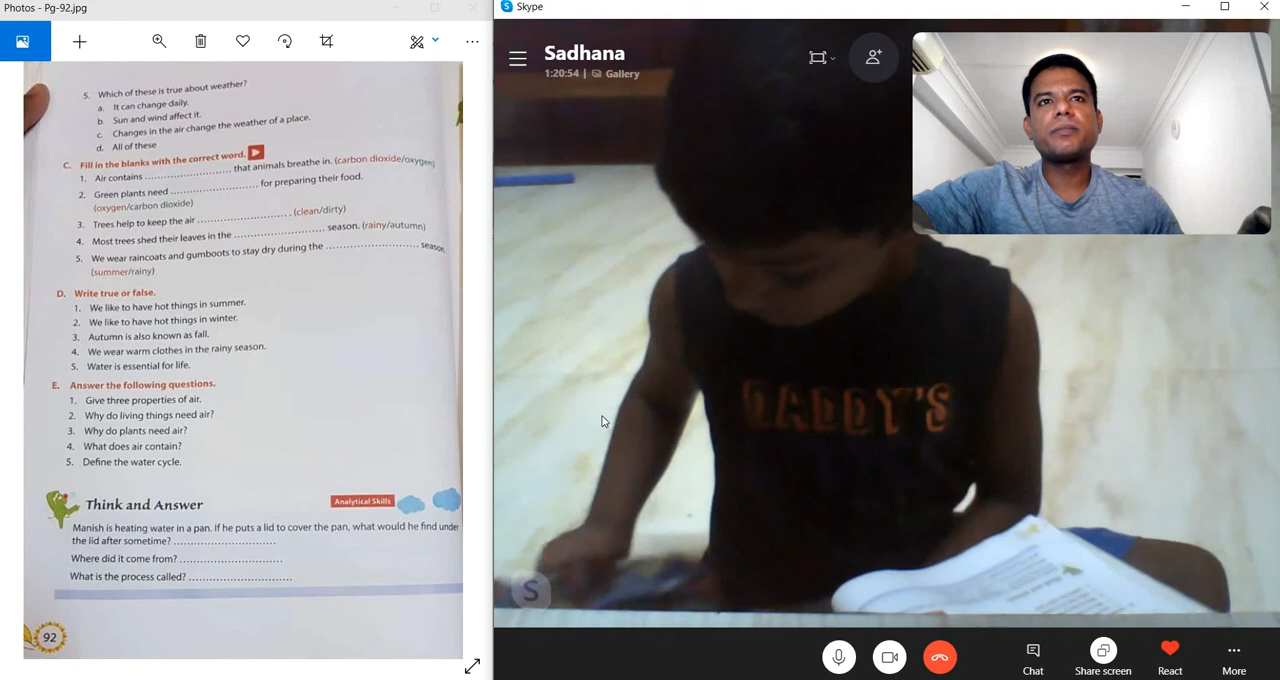 Photos - Pg-92.jpg
5. Which of these is true about weather?
a. It can change daily.
b. Sun and wind affect it.
c. Changes in the air change the weather of a place.
d. All of these
C. Fill in the blanks with the correct word.
1. Air contains ........................ that animals breathe in. (carbon dioxide/oxygen)
2. Green plants need ........................ for preparing their food.
(oxygen/carbon dioxide)
3. Trees help to keep the air ........................ . (clean/dirty)
4. Most trees shed their leaves in the ........................ season. (rainy/autumn)
5. We wear raincoats and gumboots to stay dry during the ........................ season.
(summer/rainy)
D. Write true or false.
1. We like to have hot things in summer.
2. We like to have hot things in winter.
3. Autumn is also known as fall.
4. We wear warm clothes in the rainy season.
5. Water is essential for life.
E. Answer the following questions.
1. Give three properties of air.
2. Why do living things need air?
3. Why do plants need air?
4. What does air contain?
5. Define the water cycle.
Think and Answer
Analytical Skills
Manish is heating water in a pan. If he puts a lid to cover the pan, what would he find under
the lid after sometime? ..............................
Where did it come from? ..............................
What is the process called? ..............................
92
S Skype
Sadhana
1:20:54 | Gallery
DADDY'S
S
Chat
Share screen
React
More